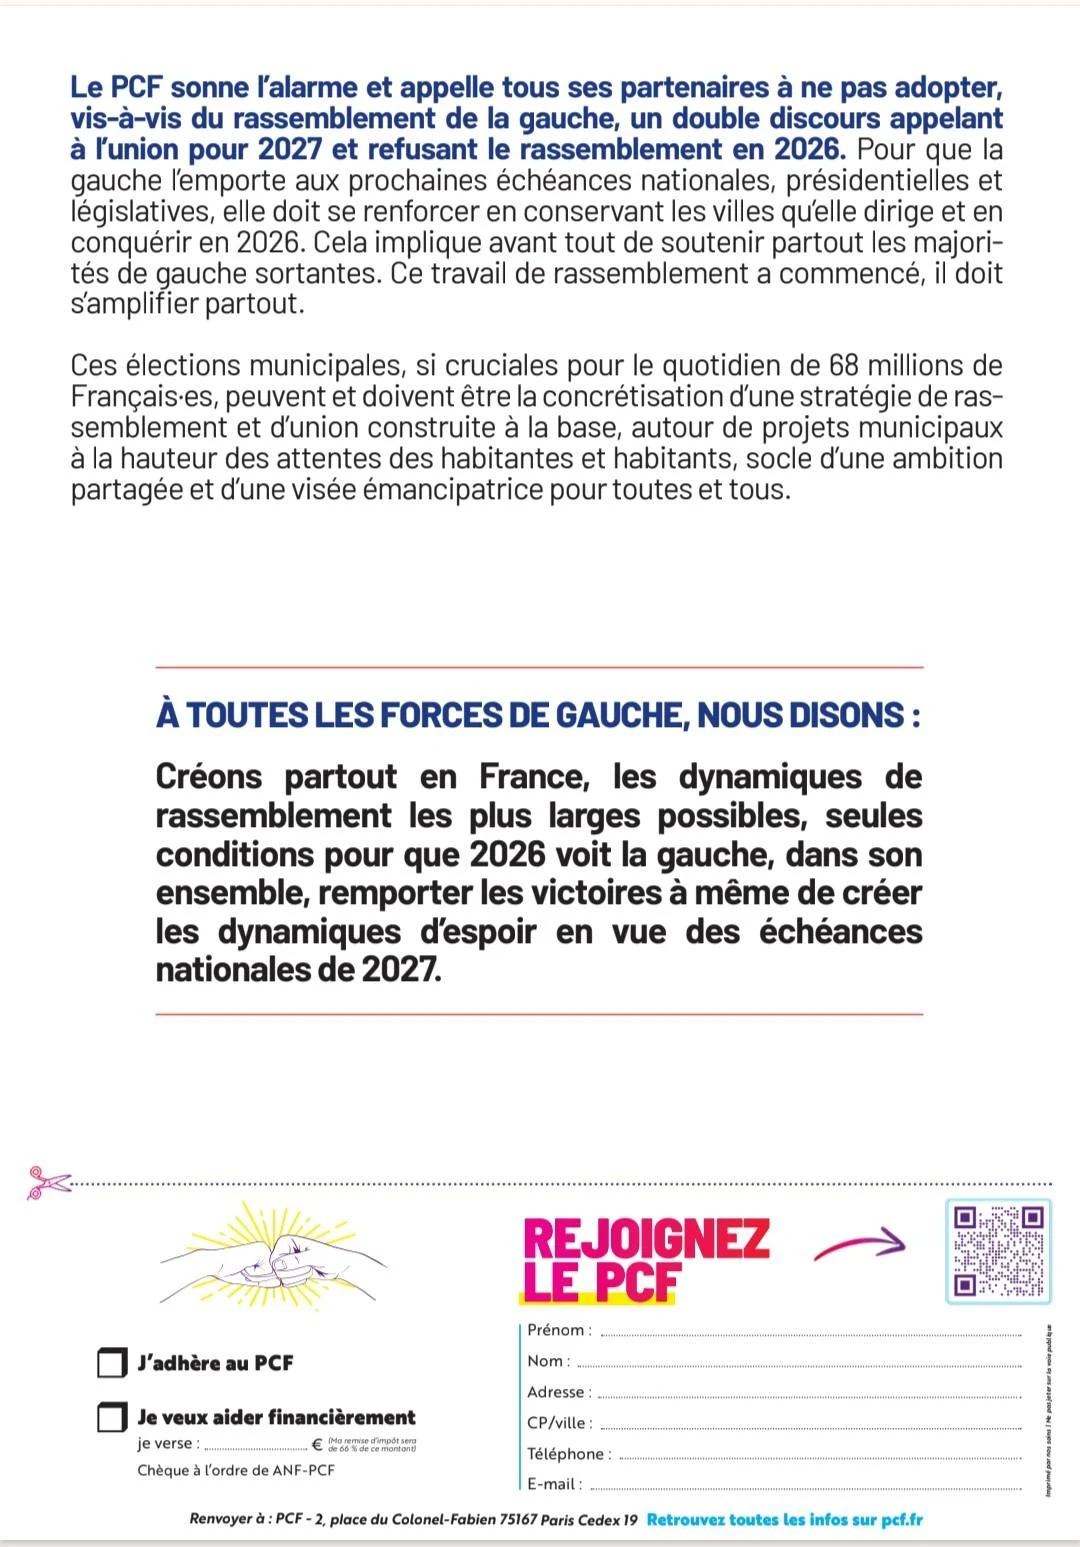 Le PCF sonne l'alarme et appelle tous ses partenaires à ne pas adopter,
vis-à-vis du rassemblement de la gauche, un double discours appelant
à l'union pour 2027 et refusant le rassemblement en 2026. Pour que la
gauche l'emporte aux prochaines échéances nationales, présidentielles et
législatives, elle doit se renforcer en conservant les villes qu'elle dirige et en
conquérir en 2026. Cela implique avant tout de soutenir partout les majori-
tés de gauche sortantes. Ce travail de rassemblement a commencé, il doit
s'amplifier partout.
Ces élections municipales, si cruciales pour le quotidien de 68 millions de
Français·es, peuvent et doivent être la concrétisation d'une stratégie de ras-
semblement et d'union construite à la base, autour de projets municipaux
à la hauteur des attentes des habitantes et habitants, socle d'une ambition
partagée et d'une visée émancipatrice pour toutes et tous.
À TOUTES LES FORCES DE GAUCHE, NOUS DISONS :
Créons partout en France, les dynamiques de
rassemblement les plus larges possibles, seules
conditions pour que 2026 voit la gauche, dans son
ensemble, remporter les victoires à même de créer
les dynamiques d'espoir en vue des échéances
nationales de 2027.
REJOIGNEZ
LE PCF
J'adhère au PCF
Je veux aider financièrement
je verse : € (Ma remise d'impôt sera
de 66 % de ce montant)
Chèque à l'ordre de ANF-PCF
Prénom :
Nom :
Adresse :
CP/ville :
Téléphone :
E-mail :
Imprimé par nos soins / Ne pas jeter sur la voie publique
Renvoyer à : PCF - 2, place du Colonel-Fabien 75167 Paris Cedex 19 Retrouvez toutes les infos sur pcf.fr